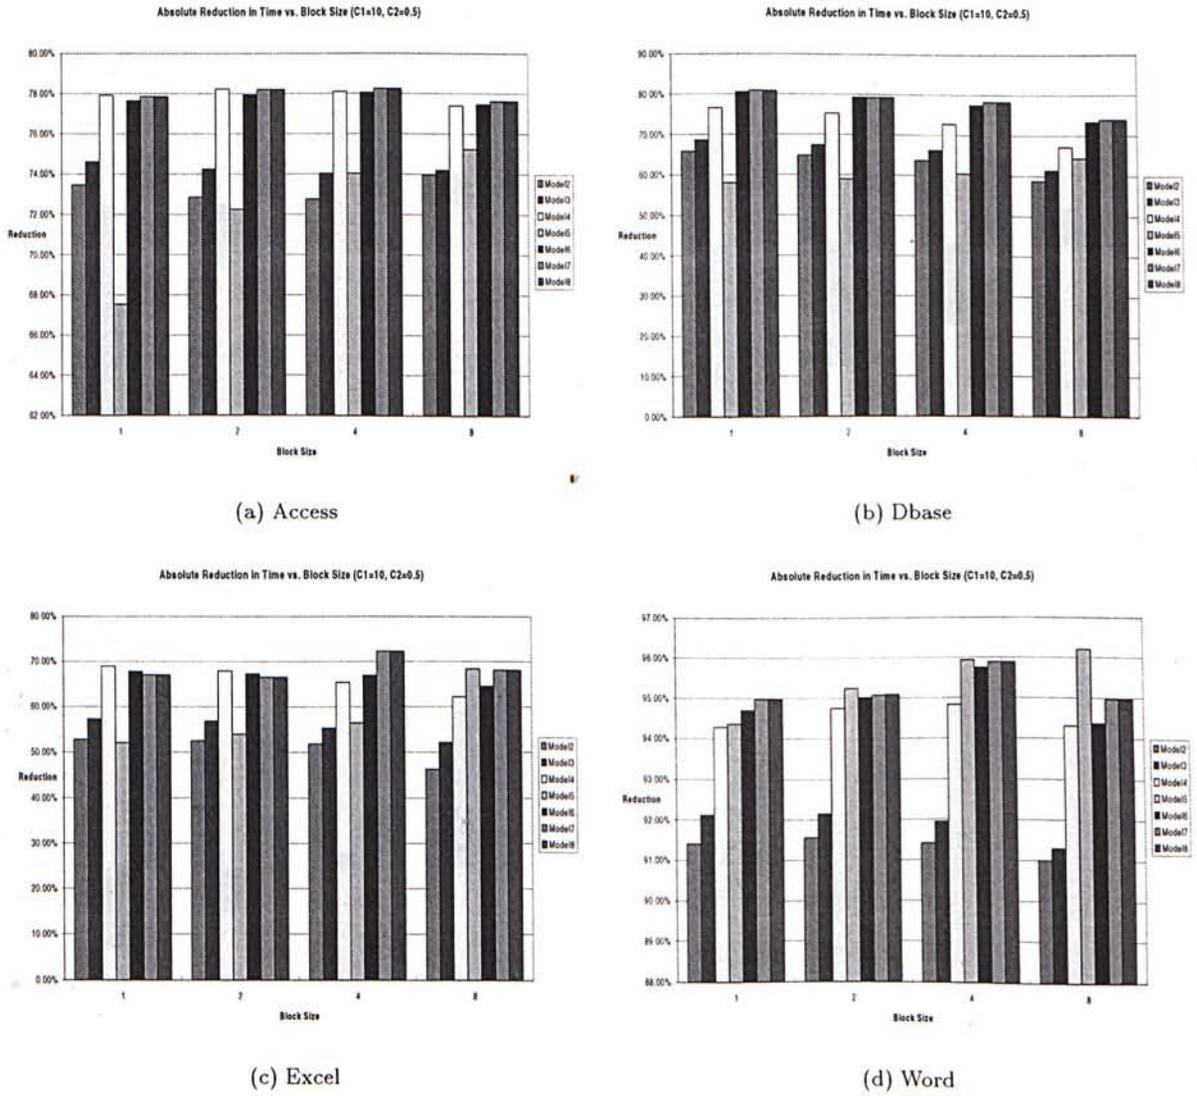 Absolute Reduction in Time vs. Block Size (C1=10, C2=0.5)
80.00%
78.00%
76.00%
74.00%
72.00%
Reduction
70.00%
68.00%
66.00%
64.00%
62.00%
1 2 4 8
Block Size
Model2
Model3
Model4
Model5
Model6
Model7
Model8
(a) Access
Absolute Reduction in Time vs. Block Size (C1=10, C2=0.5)
90.00%
80.00%
70.00%
60.00%
50.00%
Reduction
40.00%
30.00%
20.00%
10.00%
0.00%
1 2 4 8
Block Size
Model2
Model3
Model4
Model5
Model6
Model7
Model8
(b) Dbase
Absolute Reduction in Time vs. Block Size (C1=10, C2=0.5)
80.00%
70.00%
60.00%
50.00%
Reduction
40.00%
30.00%
20.00%
10.00%
0.00%
1 2 4 8
Block Size
Model2
Model3
Model4
Model5
Model6
Model7
Model8
(c) Excel
Absolute Reduction in Time vs. Block Size (C1=10, C2=0.5)
97.00%
96.00%
95.00%
94.00%
93.00%
Reduction
92.00%
91.00%
90.00%
89.00%
88.00%
1 2 4 8
Block Size
Model2
Model3
Model4
Model5
Model6
Model7
Model8
(d) Word